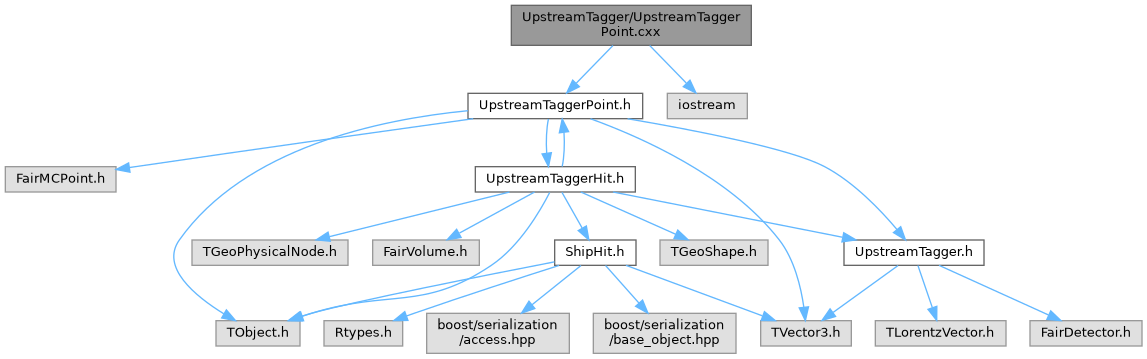 UpstreamTagger/UpstreamTagger
Point.cxx
UpstreamTaggerPoint.h
iostream
FairMCPoint.h
UpstreamTaggerHit.h
TGeoPhysicalNode.h
FairVolume.h
ShipHit.h
TGeoShape.h
UpstreamTagger.h
TObject.h
Rtypes.h
boost/serialization
/access.hpp
boost/serialization
/base_object.hpp
TVector3.h
TLorentzVector.h
FairDetector.h